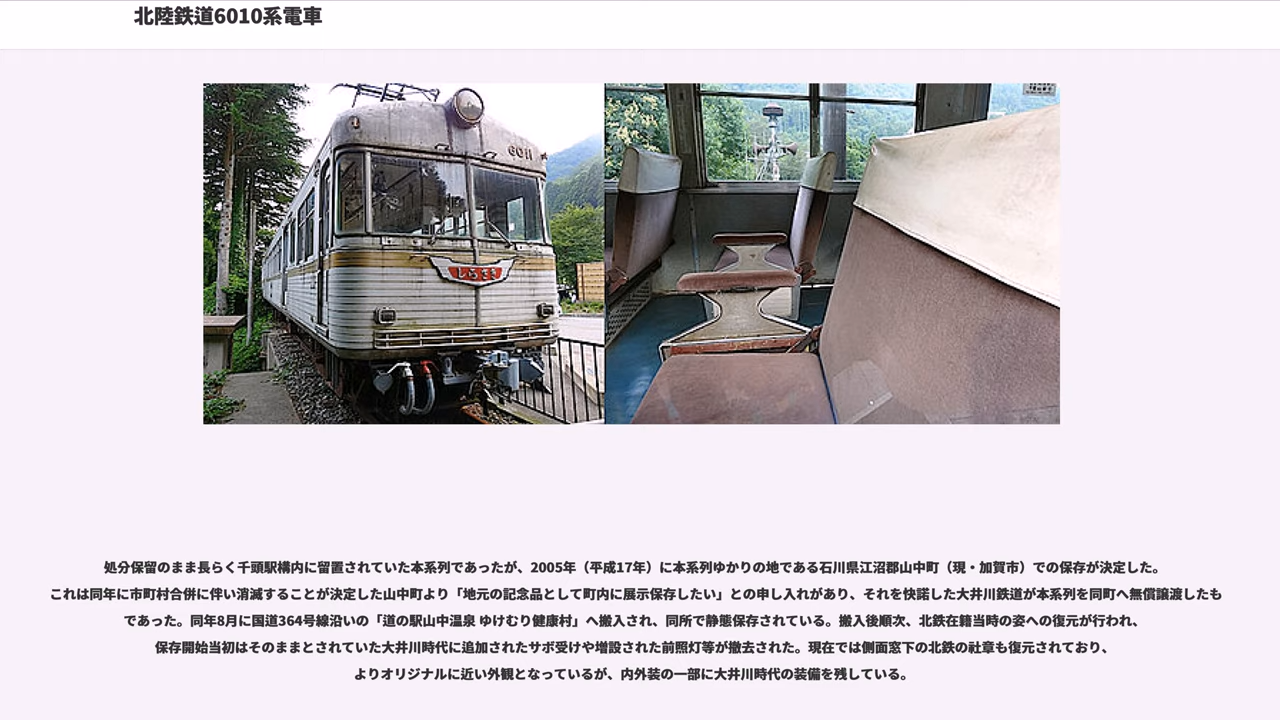 北陸鉄道6010系電車
6011
しらさぎ
処分保留のまま長らく千頭駅構内に留置されていた本系列であったが、2005年（平成17年）に本系列ゆかりの地である石川県江沼郡山中町（現・加賀市）での保存が決定した。
これは同年に市町村合併に伴い消滅することが決定した山中町より「地元の記念品として町内に展示保存したい」との申し入れがあり、それを快諾した大井川鉄道が本系列を同町へ無償譲渡したも
であった。同年8月に国道364号線沿いの「道の駅山中温泉 ゆけむり健康村」へ搬入され、同所で静態保存されている。搬入後順次、北鉄在籍当時の姿への復元が行われ、
保存開始当初はそのままとされていた大井川時代に追加されたサボ受けや増設された前照灯等が撤去された。現在では側面窓下の北鉄の社章も復元されており、
よりオリジナルに近い外観となっているが、内外装の一部に大井川時代の装備を残している。